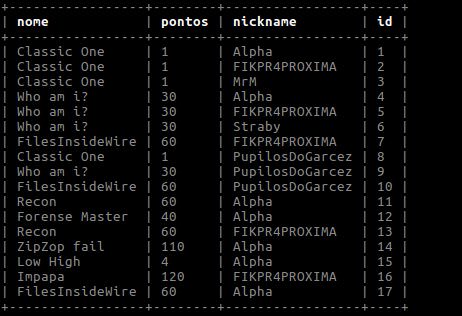 | nome | pontos | nickname | id |
| Classic One | 1 | Alpha | 1 |
| Classic One | 1 | FIKPR4PROXIMA | 2 |
| Classic One | 1 | MrM | 3 |
| Who am i? | 30 | Alpha | 4 |
| Who am i? | 30 | FIKPR4PROXIMA | 5 |
| Who am i? | 30 | Straby | 6 |
| FilesInsideWire | 60 | FIKPR4PROXIMA | 7 |
| Classic One | 1 | PupilosDoGarcez | 8 |
| Who am i? | 30 | PupilosDoGarcez | 9 |
| FilesInsideWire | 60 | PupilosDoGarcez | 10 |
| Recon | 60 | Alpha | 11 |
| Forense Master | 40 | Alpha | 12 |
| Recon | 60 | FIKPR4PROXIMA | 13 |
| ZipZop fail | 110 | Alpha | 14 |
| Low High | 4 | Alpha | 15 |
| Impapa | 120 | FIKPR4PROXIMA | 16 |
| FilesInsideWire | 60 | Alpha | 17 |